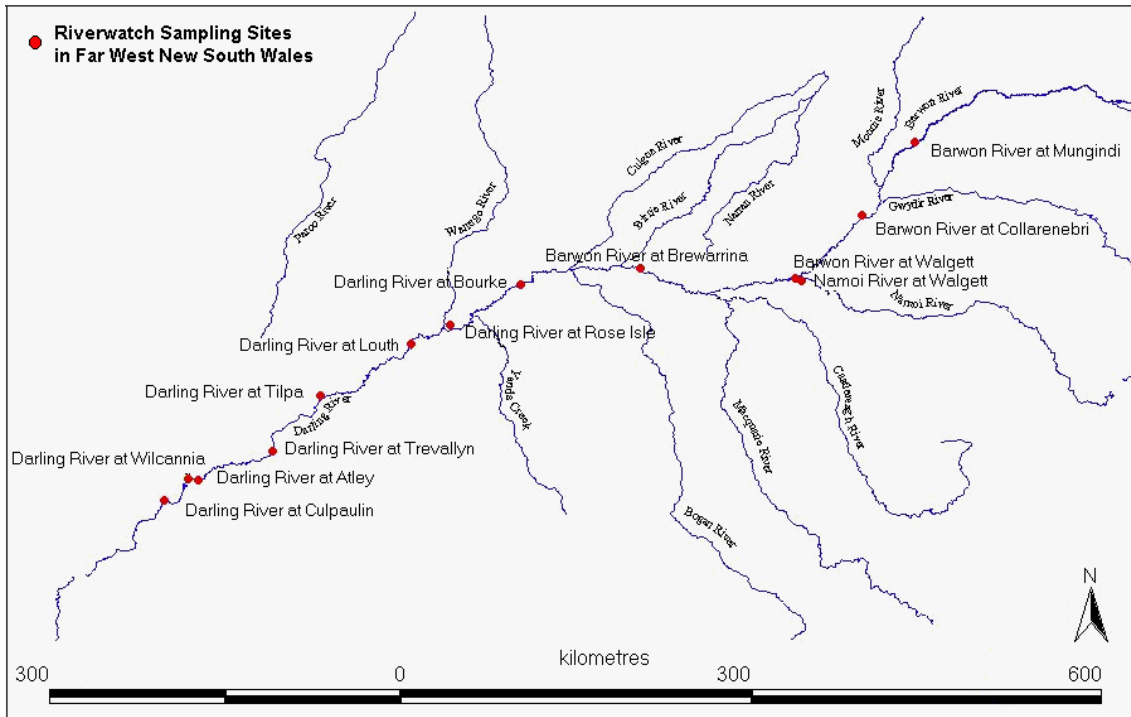 Riverwatch Sampling Sites
in Far West New South Wales
Moonie River
Barwon River
Barwon River at Mungindi
Culgoa River
Birrie River
Narran River
Warrego River
Paroo River
Gwydir River
Barwon River at Collarenebri
Barwon River at Brewarrina
Barwon River at Walgett
Namoi River at Walgett
Namoi River
Darling River at Bourke
Darling River at Rose Isle
Darling River at Louth
Darling River at Tilpa
Darling River
Yanda Creek
Castlereagh River
Macquarie River
Darling River at Trevallyn
Darling River at Wilcannia
Darling River at Atley
Darling River at Culpaulin
Bogan River
N
kilometres
300 0 300 600